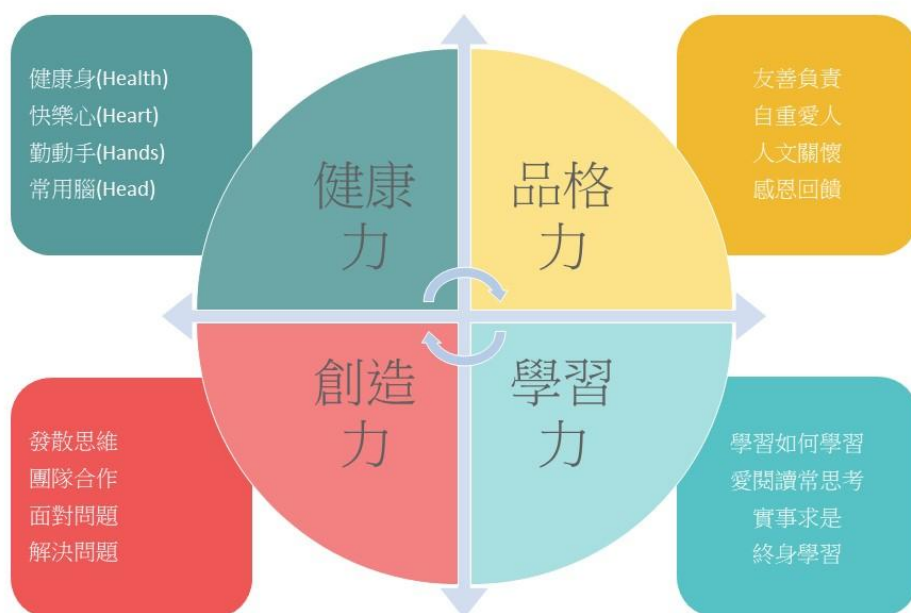 健康身(Health)
快樂心(Heart)
勤動手(Hands)
常用腦(Head)
健康
力
品格
力
友善負責
自重愛人
人文關懷
感恩回饋
發散思維
團隊合作
面對問題
解決問題
創造
力
學習
力
學習如何學習
愛閱讀常思考
實事求是
終身學習